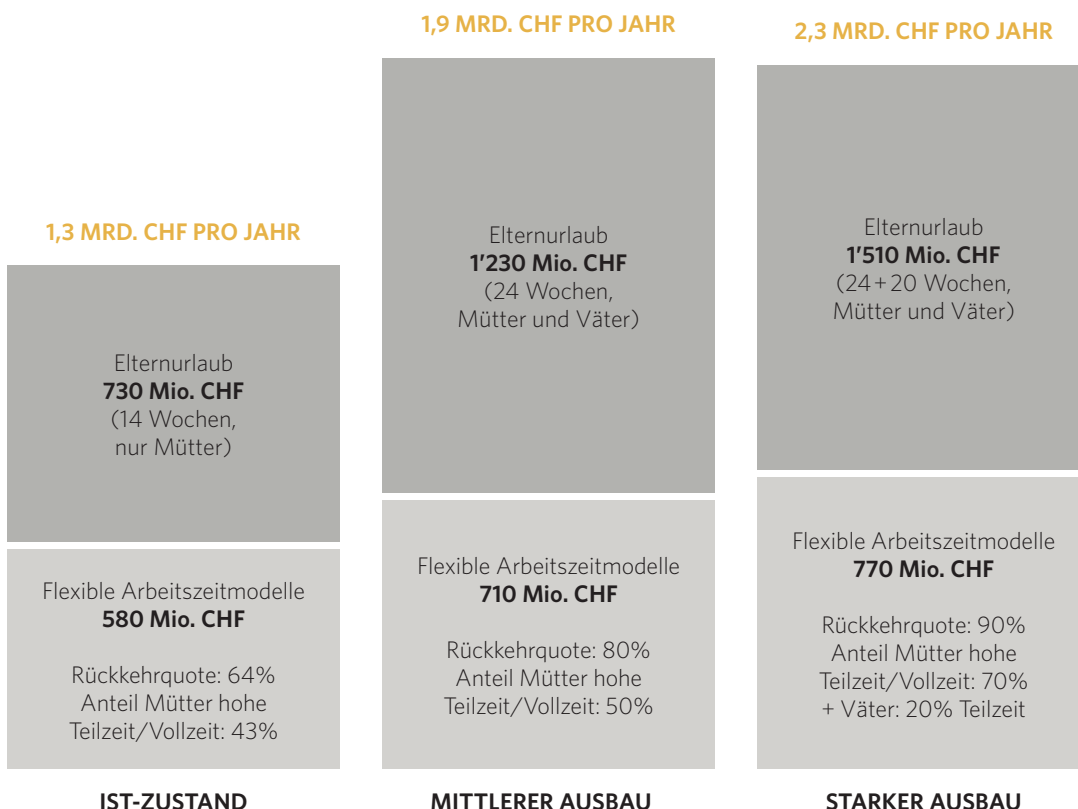 1,3 MRD. CHF PRO JAHR
Elternurlaub
730 Mio. CHF
(14 Wochen,
nur Mütter)
Flexible Arbeitszeitmodelle
580 Mio. CHF
Rückkehrquote: 64%
Anteil Mütter hohe
Teilzeit/Vollzeit: 43%
IST-ZUSTAND
1,9 MRD. CHF PRO JAHR
Elternurlaub
1'230 Mio. CHF
(24 Wochen,
Mütter und Väter)
Flexible Arbeitszeitmodelle
710 Mio. CHF
Rückkehrquote: 80%
Anteil Mütter hohe
Teilzeit/Vollzeit: 50%
MITTLERER AUSBAU
2,3 MRD. CHF PRO JAHR
Elternurlaub
1'510 Mio. CHF
(24+20 Wochen,
Mütter und Väter)
Flexible Arbeitszeitmodelle
770 Mio. CHF
Rückkehrquote: 90%
Anteil Mütter hohe
Teilzeit/Vollzeit: 70%
+ Väter: 20% Teilzeit
STARKER AUSBAU